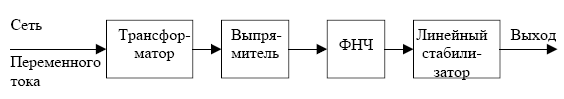 Сеть
Переменного
тока
Трансфор-
матор
Выпря-
митель
ФНЧ
Линейный
стабили-
затор
Выход